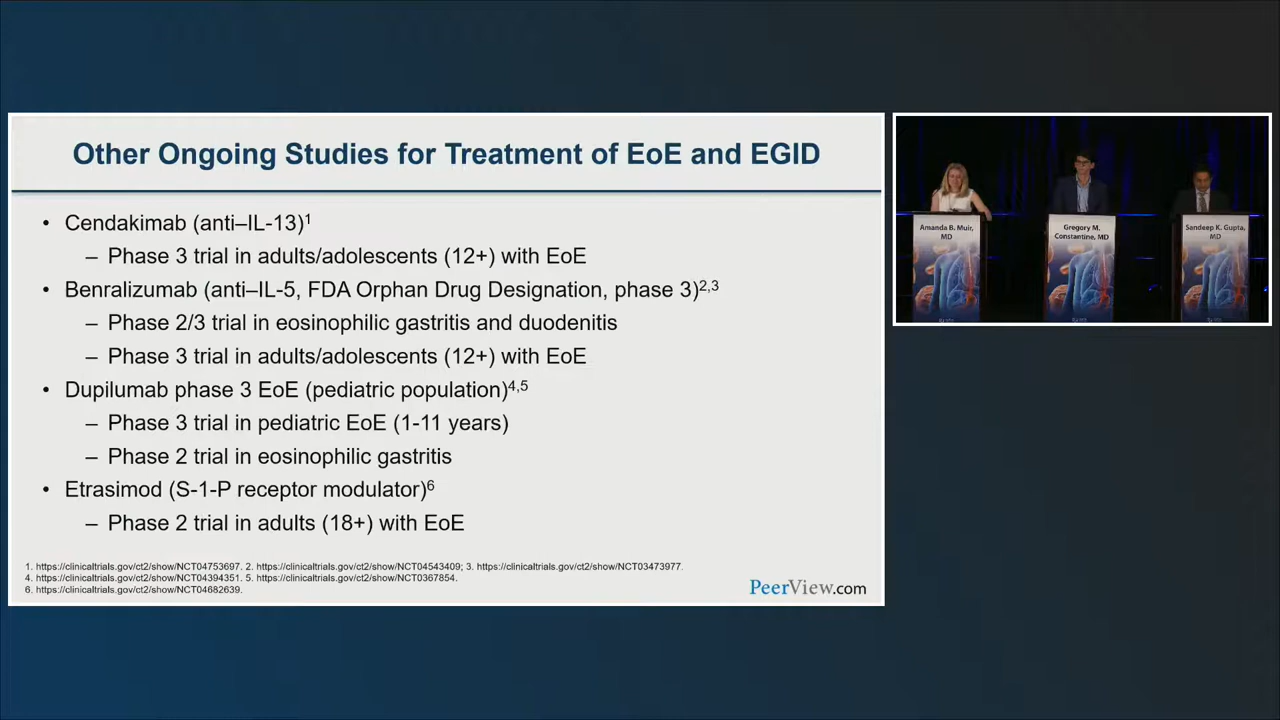 Other Ongoing Studies for Treatment of EoE and EGID
• Cendakimab (anti–IL-13)1
– Phase 3 trial in adults/adolescents (12+) with EoE
• Benralizumab (anti–IL-5, FDA Orphan Drug Designation, phase 3)2,3
– Phase 2/3 trial in eosinophilic gastritis and duodenitis
– Phase 3 trial in adults/adolescents (12+) with EoE
• Dupilumab phase 3 EoE (pediatric population)4,5
– Phase 3 trial in pediatric EoE (1-11 years)
– Phase 2 trial in eosinophilic gastritis
• Etrasimod (S-1-P receptor modulator)6
– Phase 2 trial in adults (18+) with EoE
1. https://clinicaltrials.gov/ct2/show/NCT04753697. 2. https://clinicaltrials.gov/ct2/show/NCT04543409; 3. https://clinicaltrials.gov/ct2/show/NCT03473977.
4. https://clinicaltrials.gov/ct2/show/NCT04394351. 5. https://clinicaltrials.gov/ct2/show/NCT0367854.
6. https://clinicaltrials.gov/ct2/show/NCT04682639.
PeerView.com
Amanda B. Muir,
MD
Gregory M.
Constantine, MD
Sandeep K. Gupta,
MD